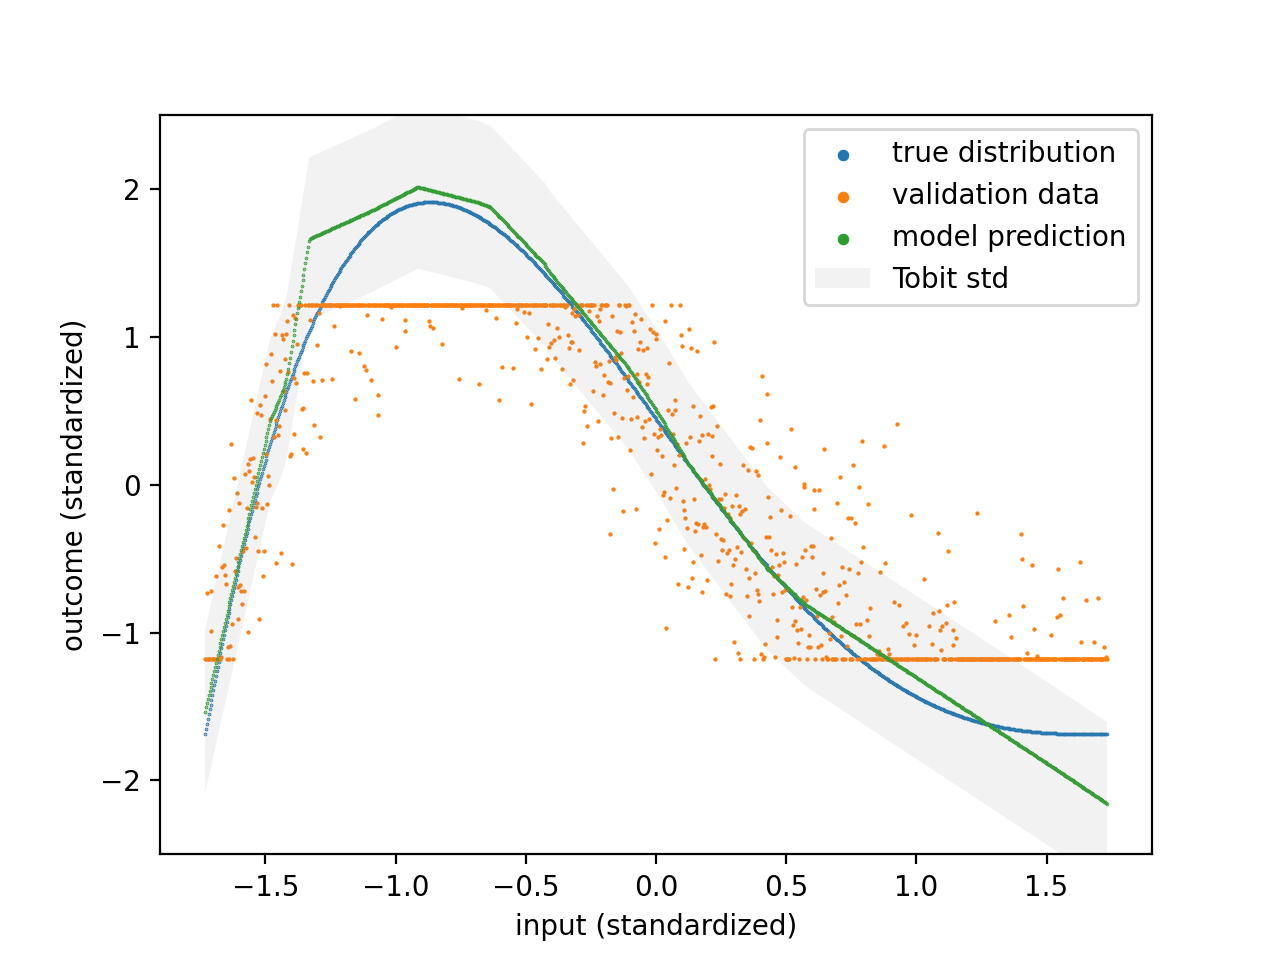 true distribution
validation data
model prediction
Tobit std
outcome (standardized)
2
1
0
−1
−2
−1.5 −1.0 −0.5 0.0 0.5 1.0 1.5
input (standardized)